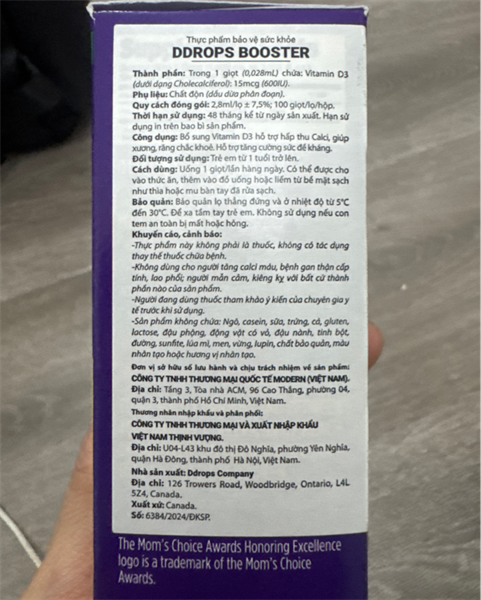 Thực phẩm bảo vệ sức khỏe
DDROPS BOOSTER
Thành phần: Trong 1 giọt (0,028mL) chứa: Vitamin D3
(dưới dạng Cholecalciferol): 15mcg (600IU).
Phụ liệu: Chất độn (dầu dừa phân đoạn).
Quy cách đóng gói: 2,8ml/lọ ± 7,5%; 100 giọt/lọ/hộp.
Thời hạn sử dụng: 48 tháng kể từ ngày sản xuất. Hạn sử
dụng in trên bao bì sản phẩm.
Công dụng: Bổ sung Vitamin D3 hỗ trợ hấp thu Calci, giúp
xương, răng chắc khoẻ. Hỗ trợ tăng cường sức đề kháng.
Đối tượng sử dụng: Trẻ em từ 1 tuổi trở lên.
Cách dùng: Uống 1 giọt/lần hàng ngày. Có thể được cho
vào thức ăn, thêm vào đồ uống hoặc liếm từ bề mặt sạch
như thìa hoặc mu bàn tay đã rửa sạch.
Bảo quản: Bảo quản lọ thẳng đứng và ở nhiệt độ từ 5°C
đến 30°C. Để xa tầm tay trẻ em. Không sử dụng nếu con
tem an toàn bị mất hoặc hỏng.
Khuyến cáo, cảnh báo:
-Thực phẩm này không phải là thuốc, không có tác dụng
thay thế thuốc chữa bệnh.
-Không dùng cho người tăng calci máu, bệnh gan thận cấp
tính, lao phổi; người mẫn cảm, kiêng kỵ với bất cứ thành
phần nào của sản phẩm.
-Người đang dùng thuốc tham khảo ý kiến của chuyên gia y
tế trước khi sử dụng.
-Sản phẩm không chứa: Ngô, casein, sữa, trứng, cá, gluten,
lactose, đậu phộng, động vật có vỏ, đậu nành, tinh bột,
đường, sunfite, lúa mì, men, vừng, lupin, chất bảo quản, màu
nhân tạo hoặc hương vị nhân tạo.
Đơn vị sở hữu số lưu hành và chịu trách nhiệm về sản phẩm:
CÔNG TY TNHH THƯƠNG MẠI QUỐC TẾ MODERN (VIỆT NAM).
Địa chỉ: Tầng 3, Tòa nhà ACM, 96 Cao Thắng, phường 04,
quận 3, thành phố Hồ Chí Minh, Việt Nam.
Thương nhân nhập khẩu và phân phối:
CÔNG TY TNHH THƯƠNG MẠI VÀ XUẤT NHẬP KHẨU
VIỆT NAM THỊNH VƯỢNG.
Địa chỉ: U04-L43 khu đô thị Đô Nghĩa, phường Yên Nghĩa,
quận Hà Đông, thành phố Hà Nội, Việt Nam.
Nhà sản xuất: Ddrops Company
Địa chỉ: 126 Trowers Road, Woodbridge, Ontario, L4L
5Z4, Canada.
Xuất xứ: Canada.
Số: 6384/2024/ĐKSP.
The Mom's Choice Awards Honoring Excellence
logo is a trademark of the Mom's Choice
Awards.